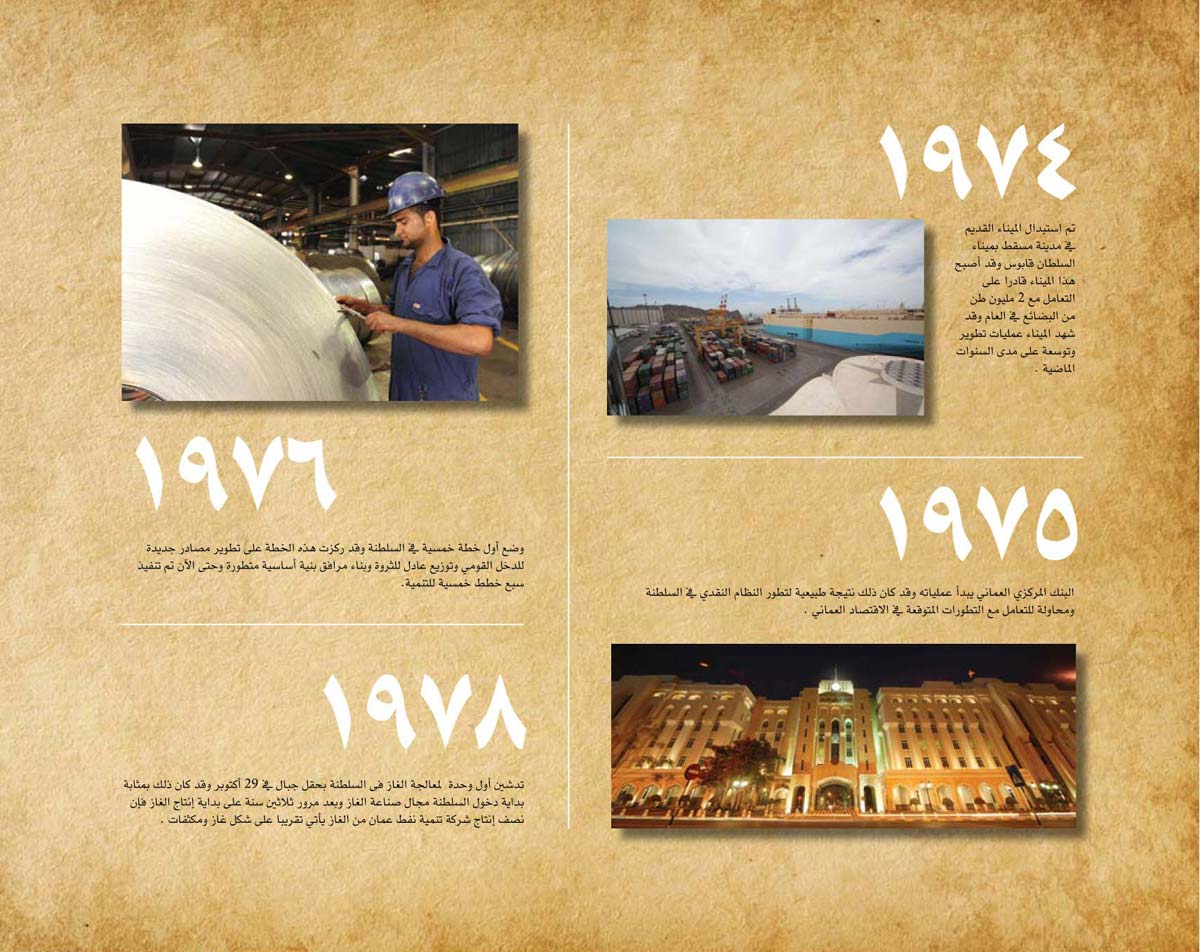 ١٩٧٤
تم استبدال الميناء القديم
في مدينة مسقط بميناء
السلطان قابوس وقد أصبح
هذا الميناء قادرا على
التعامل مع 2 مليون طن
من البضائع في العام وقد
شهد الميناء عمليات تطوير
وتوسعة على مدى السنوات
الماضية .
١٩٧٥
البنك المركزي العماني يبدأ عملياته وقد كان ذلك نتيجة طبيعية لتطور النظام النقدي في السلطنة
ومحاولة للتعامل مع التطورات المتوقعة في الاقتصاد العماني .
١٩٧٦
وضع أول خطة خمسية في السلطنة وقد ركزت هذه الخطة على تطوير مصادر جديدة
للدخل القومي وتوزيع عادل للثروة وبناء مرافق بنية أساسية متطورة وحتى الآن تم تنفيذ
سبع خطط خمسية للتنمية.
١٩٧٨
تدشين أول وحدة لمعالجة الغاز فى السلطنة بحقل جبال في 29 أكتوبر وقد كان ذلك بمثابة
بداية دخول السلطنة مجال صناعة الغاز وبعد مرور ثلاثين سنة على بداية إنتاج الغاز فإن
نصف إنتاج شركة تنمية نفط عمان من الغاز يأتي تقريبا على شكل غاز ومكثفات .